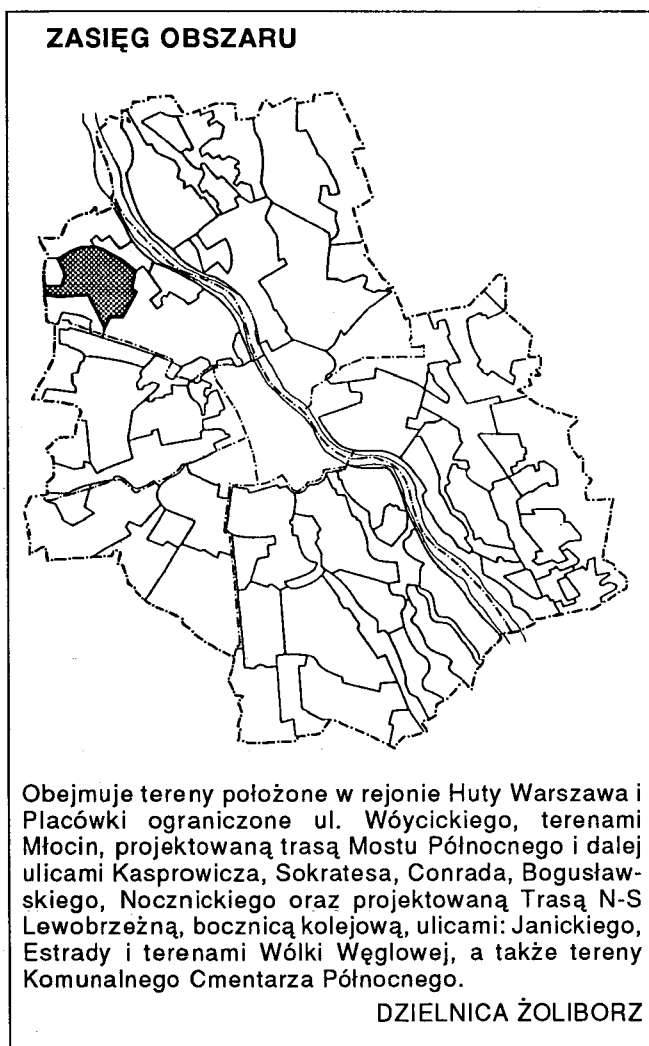 ZASIĘG OBSZARU
Obejmuje tereny położone w rejonie Huty Warszawa i
Placówki ograniczone ul. Wóycickiego, terenami
Młocin, projektowaną trasą Mostu Północnego i dalej
ulicami Kasprowicza, Sokratesa, Conrada, Bogusław-
skiego, Nocznickiego oraz projektowaną Trasą N-S
Lewobrzeżną, bocznicą kolejową, ulicami: Janickiego,
Estrady i terenami Wólki Węglowej, a także tereny
Komunalnego Cmentarza Północnego.
DZIELNICA ŻOLIBORZ